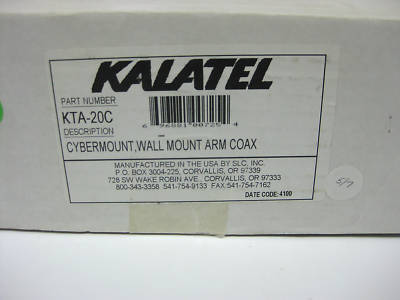 KALATEL
PART NUMBER
KTA-20C
DESCRIPTION
CYBERMOUNT,WALL MOUNT ARM COAX
MANUFACTURED IN THE USA BY SLC, INC.
P.O. BOX 3004-225, CORVALLIS, OR 97339
728 SW WAKE ROBIN AVE., CORVALLIS, OR 97333
800-343-3358 541-754-9133 FAX:541-754-7162
DATE CODE:4100